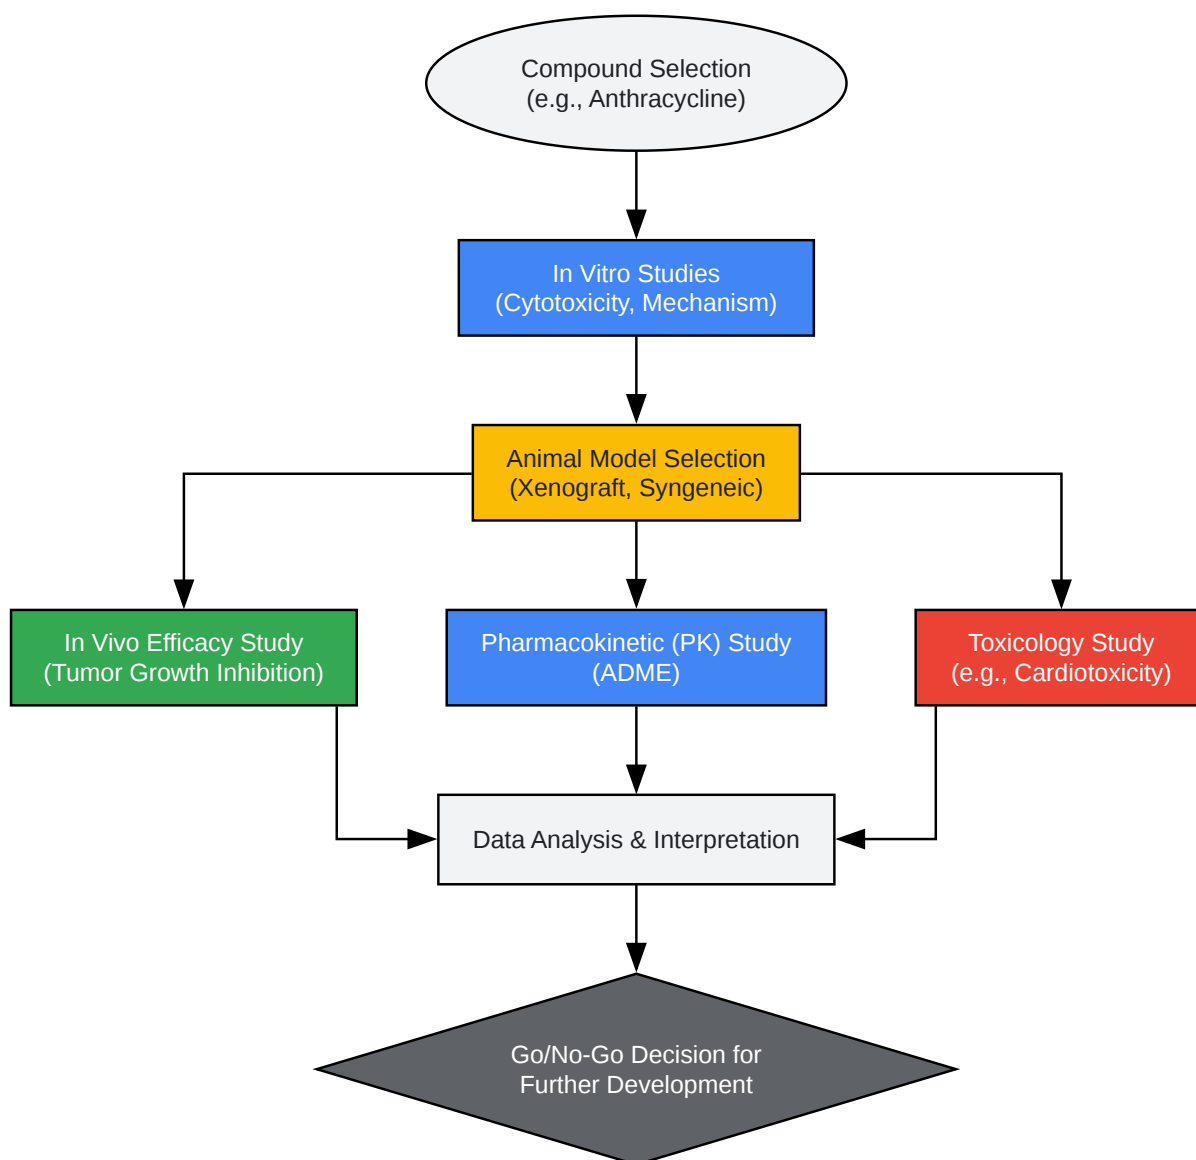 Compound Selection
(e.g., Anthracycline)
In Vitro Studies
(Cytotoxicity, Mechanism)
Animal Model Selection
(Xenograft, Syngeneic)
In Vivo Efficacy Study
(Tumor Growth Inhibition)
Pharmacokinetic (PK) Study
(ADME)
Toxicology Study
(e.g., Cardiotoxicity)
Data Analysis & Interpretation
Go/No-Go Decision for
Further Development